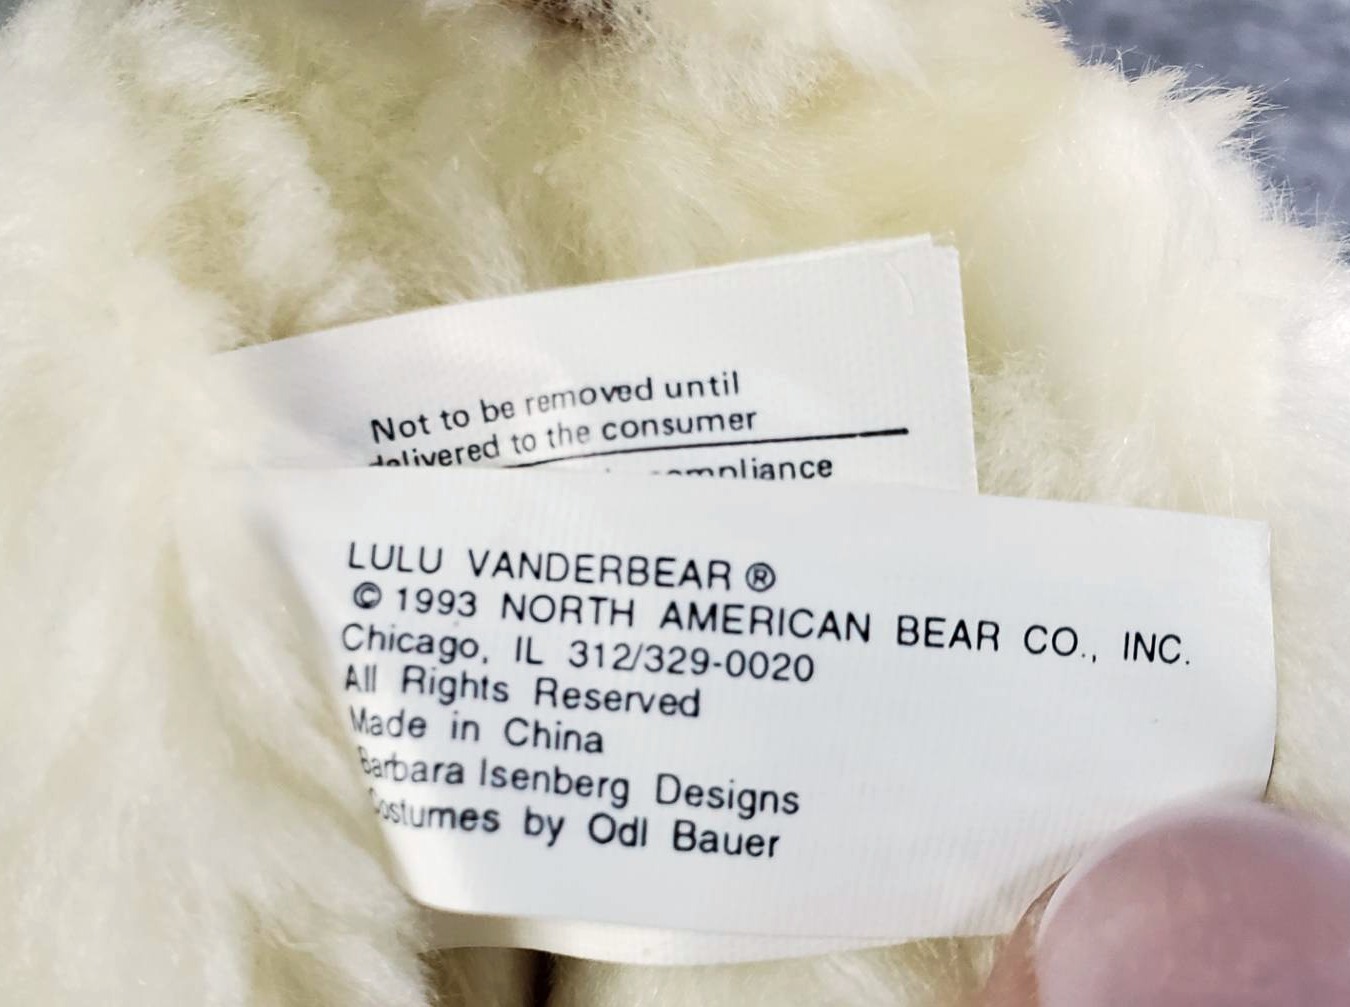 Not to be removed until
delivered to the consumer
compliance
LULU VANDERBEAR ®
© 1993 NORTH AMERICAN BEAR CO., INC.
Chicago, IL 312/329-0020
All Rights Reserved
Made in China
Barbara Isenberg Designs
Costumes by Odl Bauer